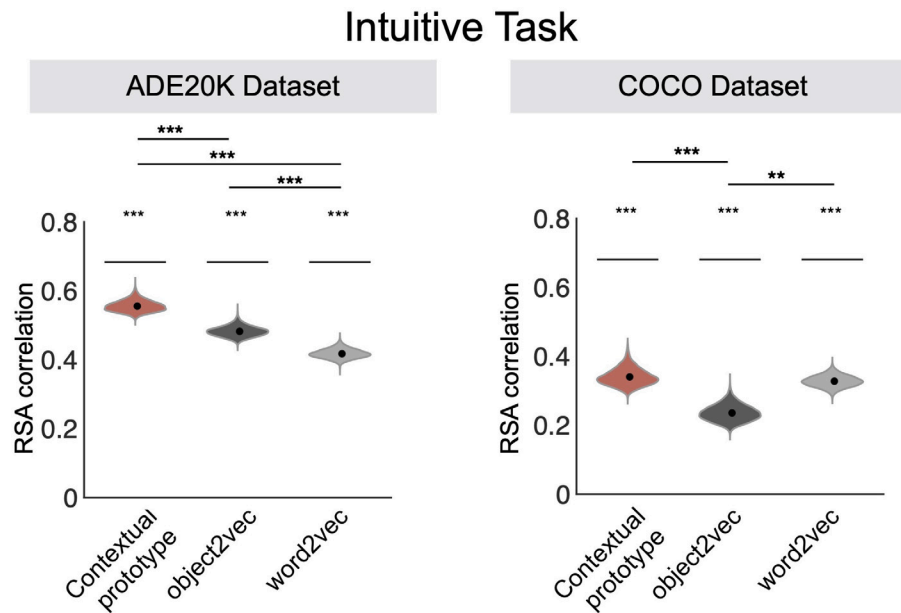 Intuitive Task
ADE20K Dataset
***
***
***
*** *** ***
0.8
0.6
0.4
0.2
0
RSA correlation
Contextual
prototype
object2vec
word2vec
COCO Dataset
***
**
*** *** ***
0.8
0.6
0.4
0.2
0
RSA correlation
Contextual
prototype
object2vec
word2vec